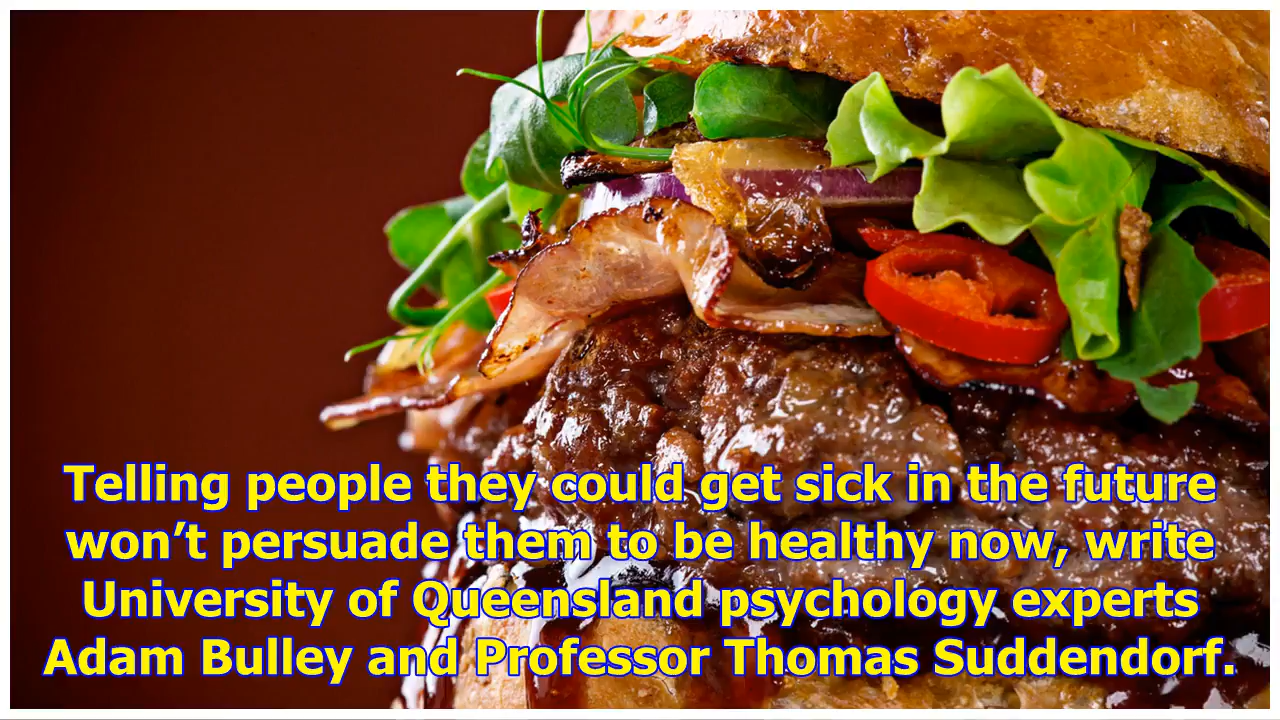 Telling people they could get sick in the future
won’t persuade them to be healthy now, write
University of Queensland psychology experts
Adam Bulley and Professor Thomas Suddendorf.